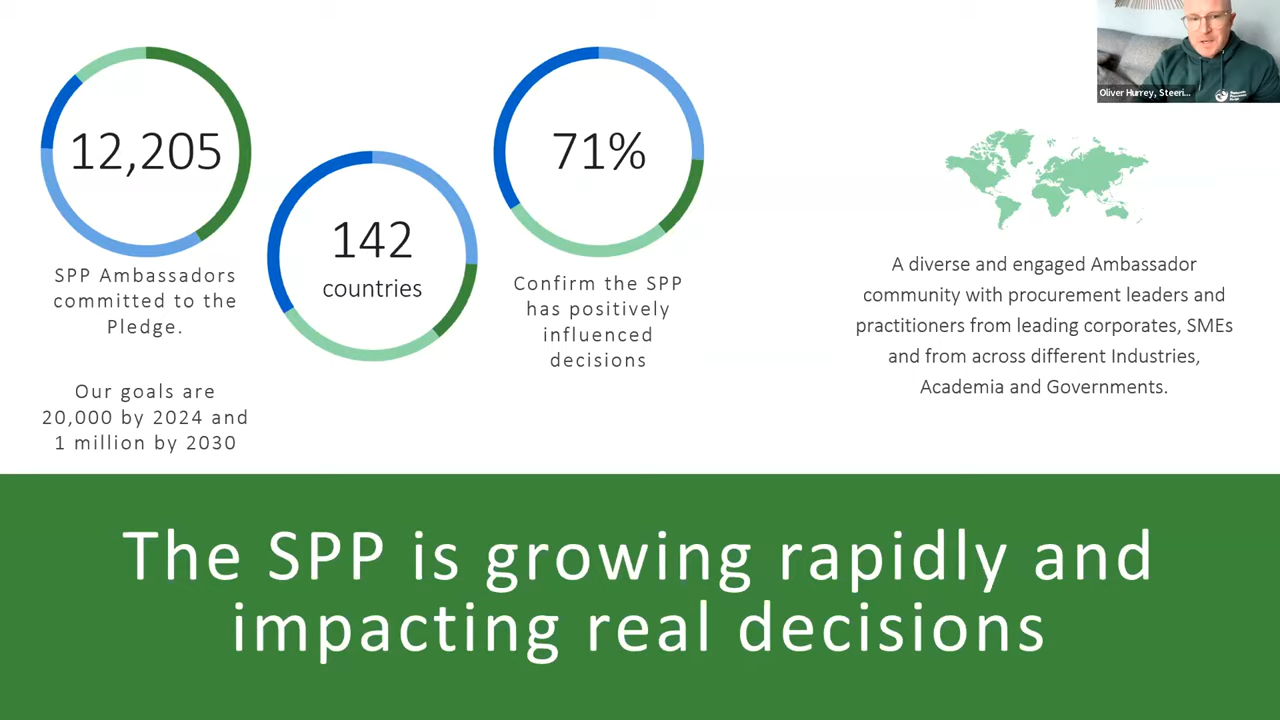 12,205
SPP Ambassadors
committed to the
Pledge.
Our goals are
20,000 by 2024 and
1 million by 2030
142
countries
71%
Confirm the SPP
has positively
influenced
decisions
Oliver Hurrey, Steeri...
A diverse and engaged Ambassador
community with procurement leaders and
practitioners from leading corporates, SMEs
and from across different Industries,
Academia and Governments.
The SPP is growing rapidly and
impacting real decisions